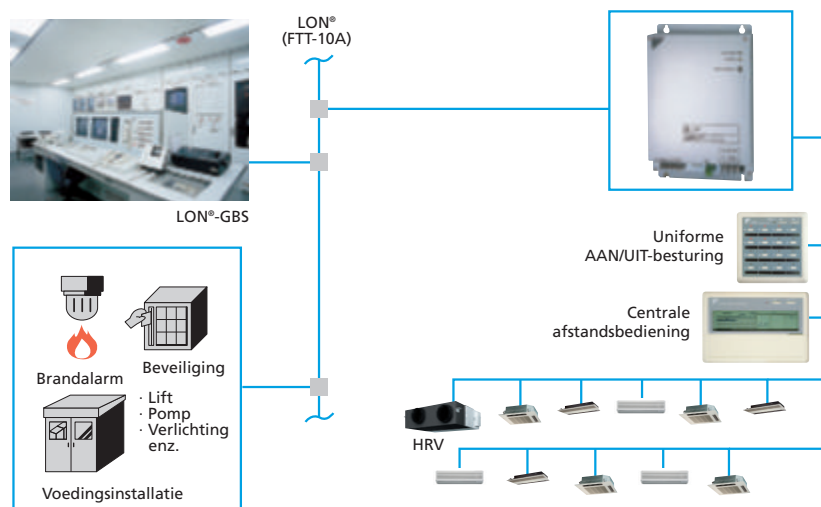 LON®
(FTT-10A)
LON®-GBS
Uniforme
AAN/UIT-besturing
Centrale
afstandsbediening
Brandalarm
Beveiliging
· Lift
· Pomp
· Verlichting
enz.
Voedingsinstallatie
HRV